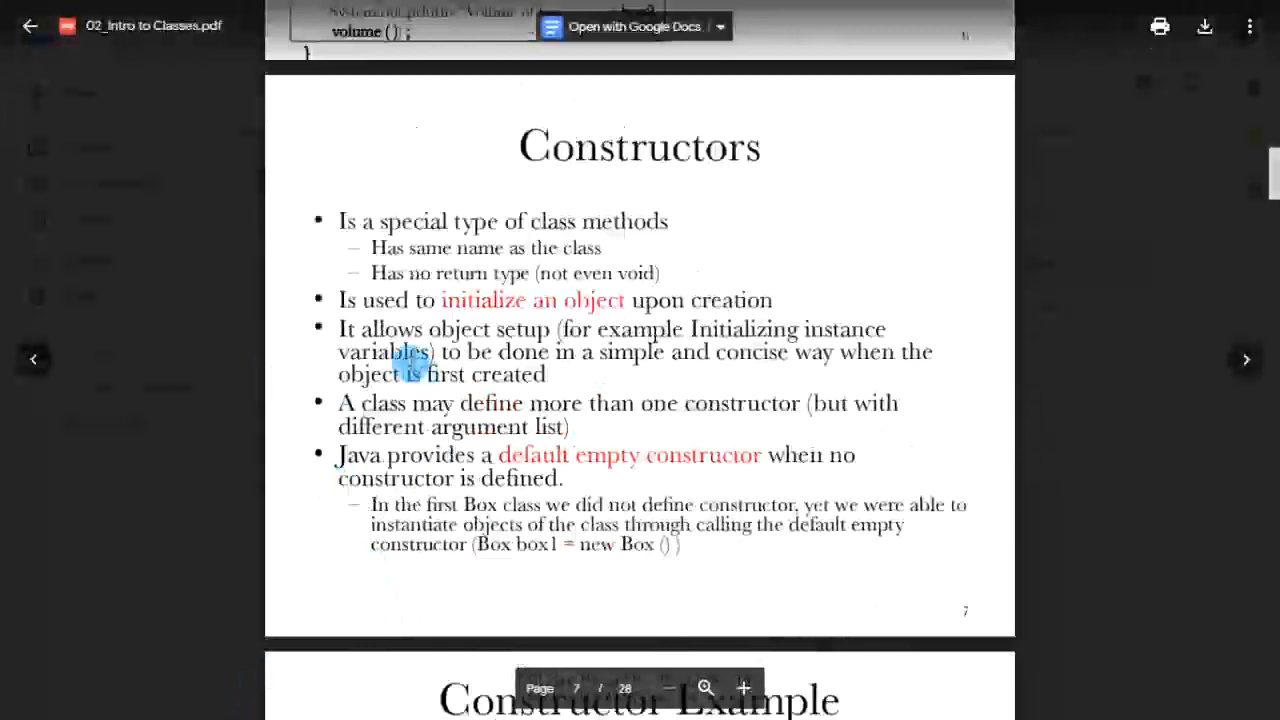 02_Intro to Classes.pdf
Open with Google Docs
volume () ;
}
Constructors
• Is a special type of class methods
– Has same name as the class
– Has no return type (not even void)
• Is used to initialize an object upon creation
• It allows object setup (for example Initializing instance
variables) to be done in a simple and concise way when the
object is first created
• A class may define more than one constructor (but with
different argument list)
• Java provides a default empty constructor when no
constructor is defined.
– In the first Box class we did not define constructor, yet we were able to
instantiate objects of the class through calling the default empty
constructor (Box box1 = new Box () )
7
Page 7 / 28
Constructor Example